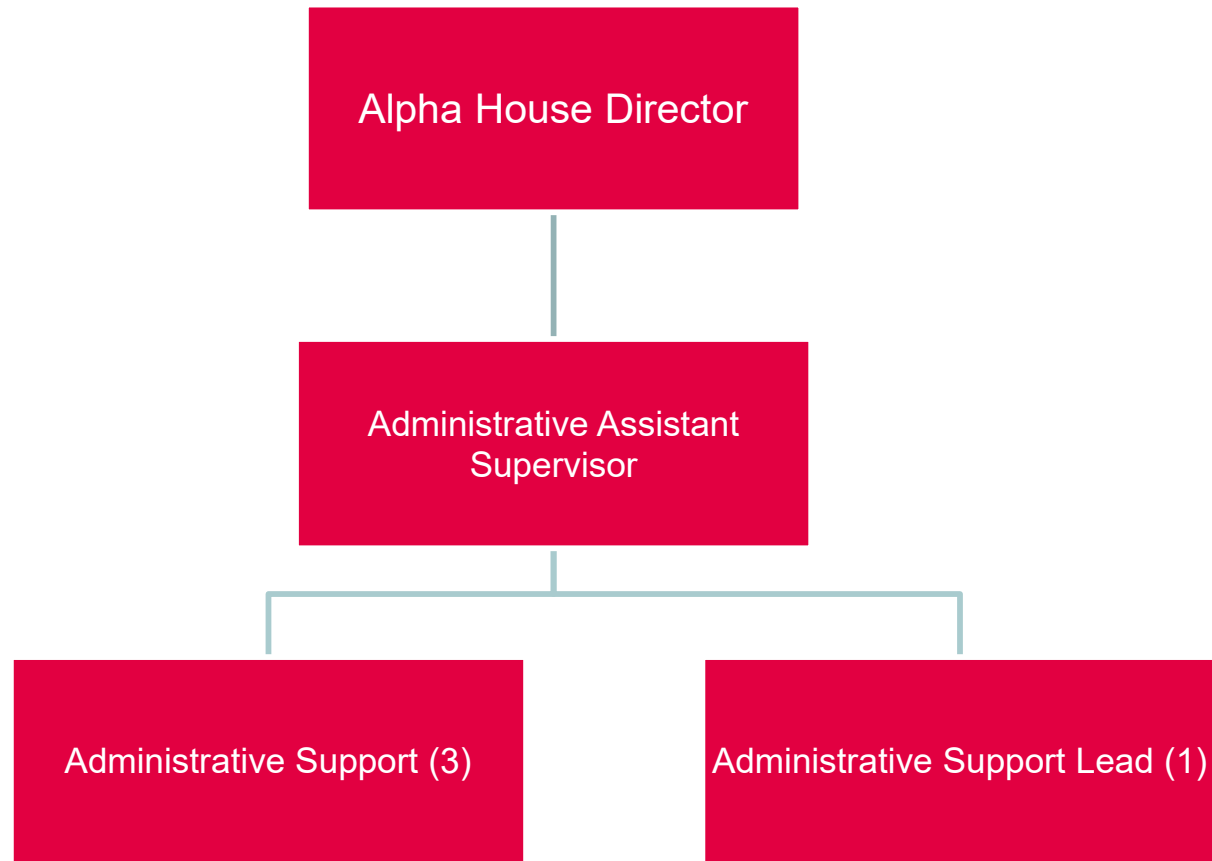 Alpha House Director
Administrative Assistant
Supervisor
Administrative Support (3)
Administrative Support Lead (1)